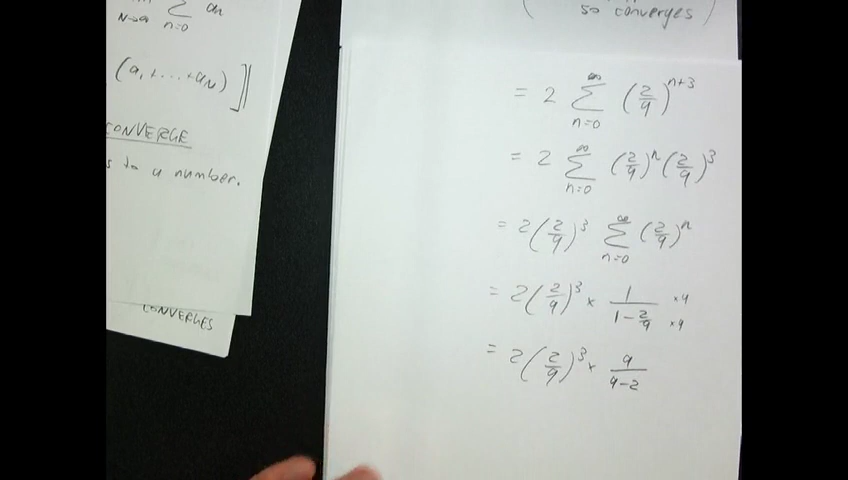 N→∞ ∑ n=0 an
(a₁+...+aN)]
CONVERGE
s to a number.
CONVERGES
so converges)
= 2 ∑_{n=0}^{∞} (2/9)^{n+3}
= 2 ∑_{n=0}^{∞} (2/9)^n (2/9)^3
= 2(2/9)^3 ∑_{n=0}^{∞} (2/9)^n
= 2(2/9)^3 × 1/(1-2/9) ×9 ×9
= 2(2/9)^3 × 9/(9-2)